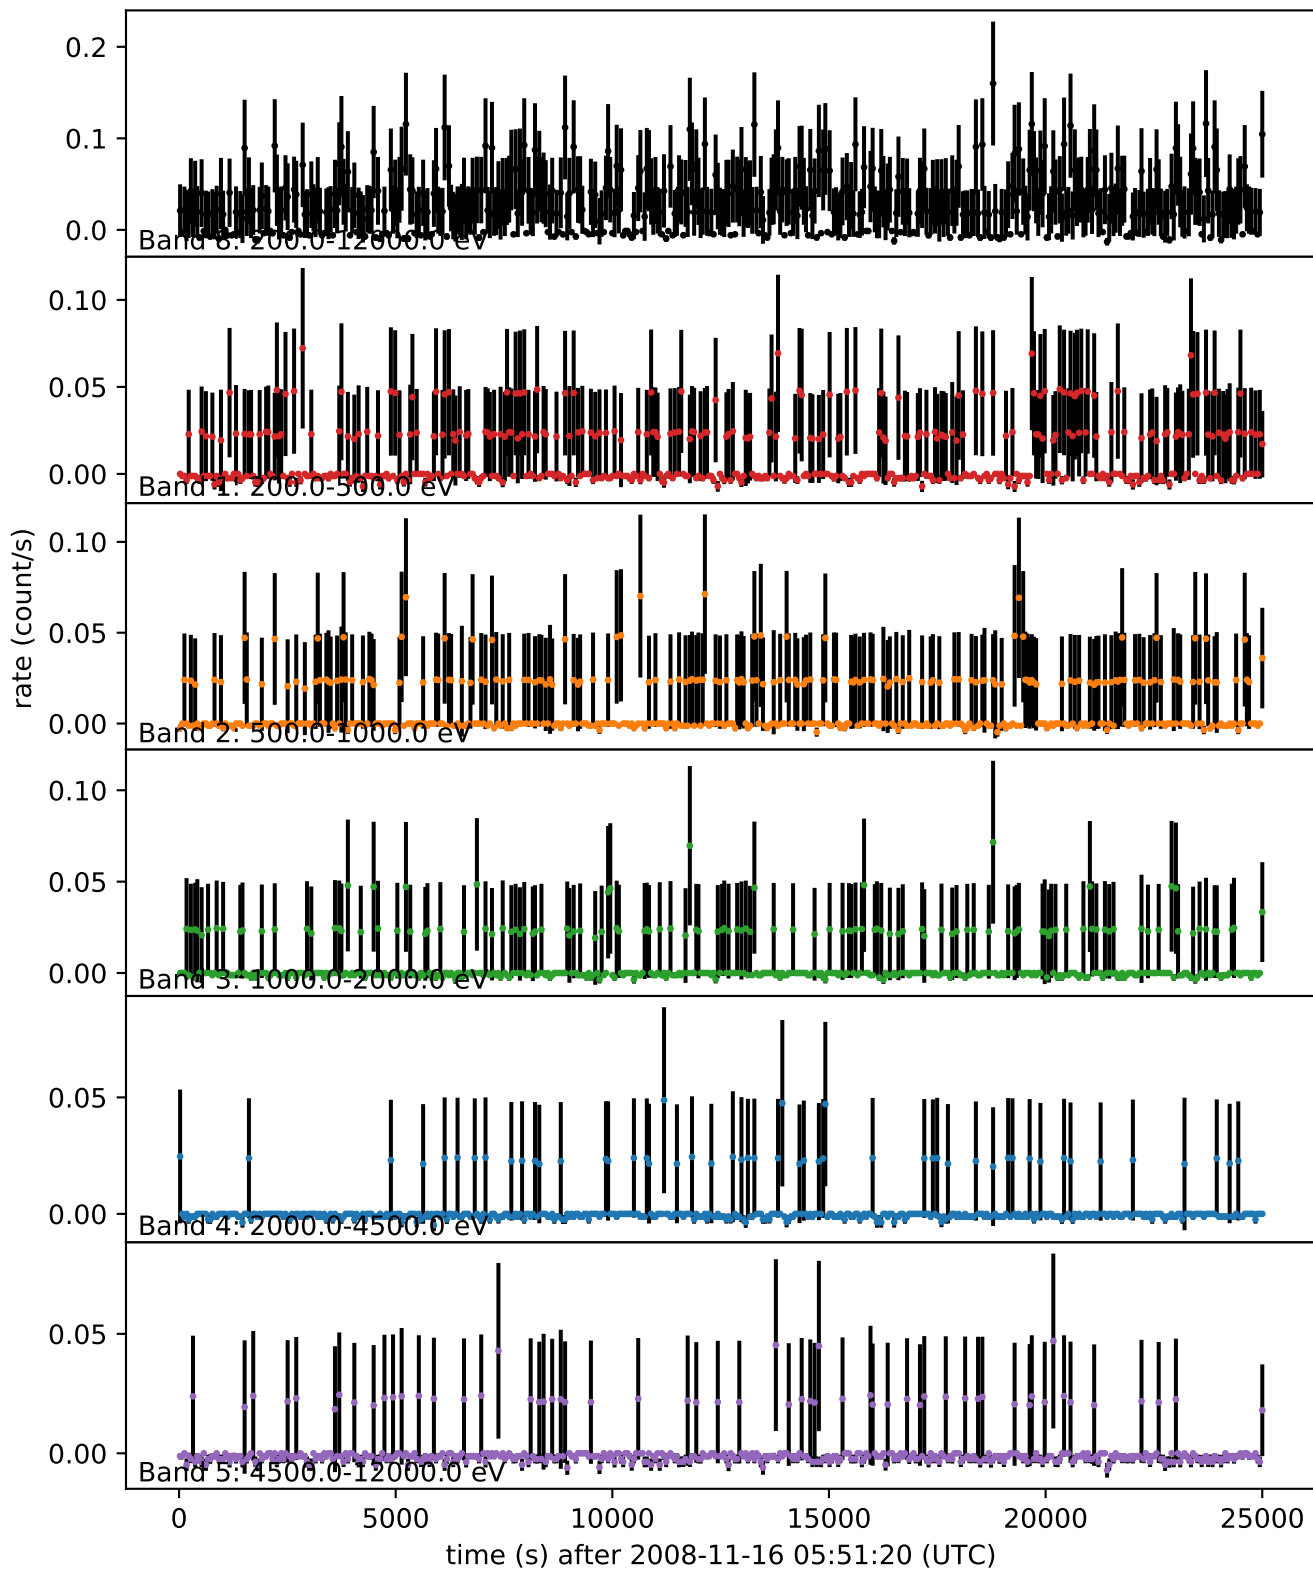 0.2
0.1
0.0
Band 8: 200.0-12000.0 eV
0.10
0.05
0.00
Band 1: 200.0-500.0 eV
0.10
0.05
0.00
Band 2: 500.0-1000.0 eV
rate (count/s)
0.10
0.05
0.00
Band 3: 1000.0-2000.0 eV
0.05
0.00
Band 4: 2000.0-4500.0 eV
0.05
0.00
Band 5: 4500.0-12000.0 eV
0 5000 10000 15000 20000 25000
time (s) after 2008-11-16 05:51:20 (UTC)